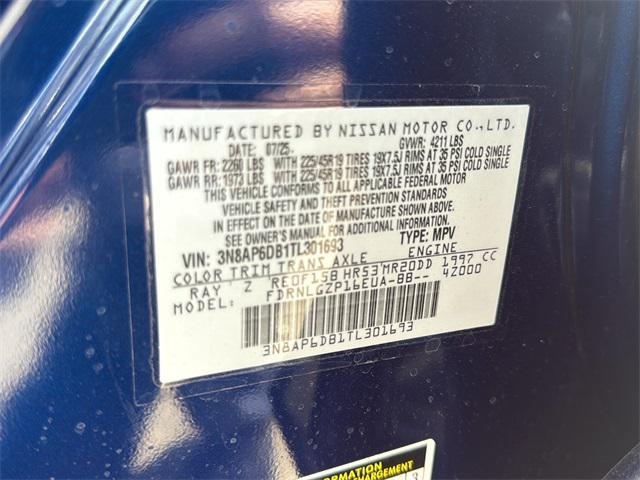 MANUFACTURED BY NISSAN MOTOR CO.,LTD.
DATE: 07/25 GVWR: 4211 LBS
GAWR FR: 2260 LBS WITH 225/45R19 TIRES 19X7.5J RIMS AT 35 PSI COLD SINGLE
GAWR RR: 1973 LBS WITH 225/45R19 TIRES 19X7.5J RIMS AT 35 PSI COLD SINGLE
THIS VEHICLE CONFORMS TO ALL APPLICABLE FEDERAL MOTOR
VEHICLE SAFETY AND THEFT PREVENTION STANDARDS
IN EFFECT ON THE DATE OF MANUFACTURE SHOWN ABOVE.
SEE OWNER'S MANUAL FOR ADDITIONAL INFORMATION.
VIN: 3N8AP6DB1TL301693 TYPE: MPV
COLOR TRIM TRANS AXLE ENGINE
RAY Z RE0F15B HR53 MR20DD 1997 CC
FDRNLGZP16EUA-BB-- 4Z000
3N8AP6DB1TL301693